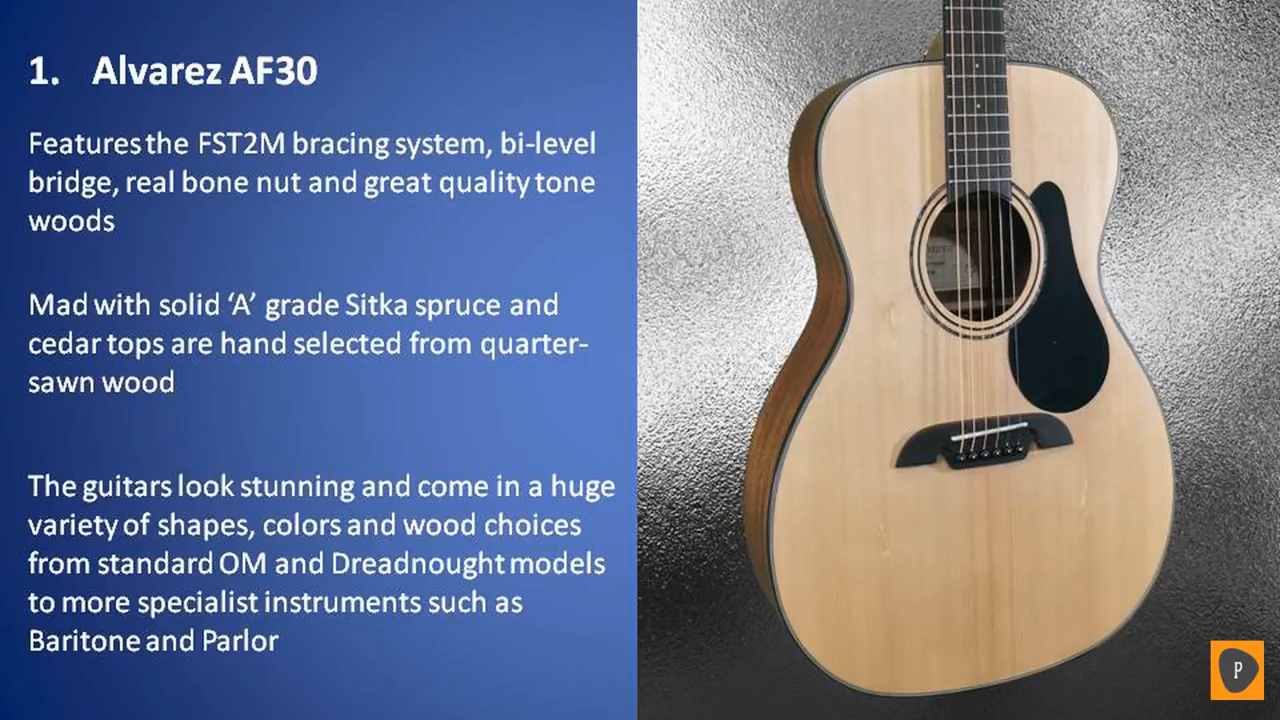 1. Alvarez AF30
Features the FST2M bracing system, bi-level
bridge, real bone nut and great quality tone
woods
Mad with solid ‘A’ grade Sitka spruce and
cedar tops are hand selected from quarter-
sawn wood
The guitars look stunning and come in a huge
variety of shapes, colors and wood choices
from standard OM and Dreadnought models
to more specialist instruments such as
Baritone and Parlor
P